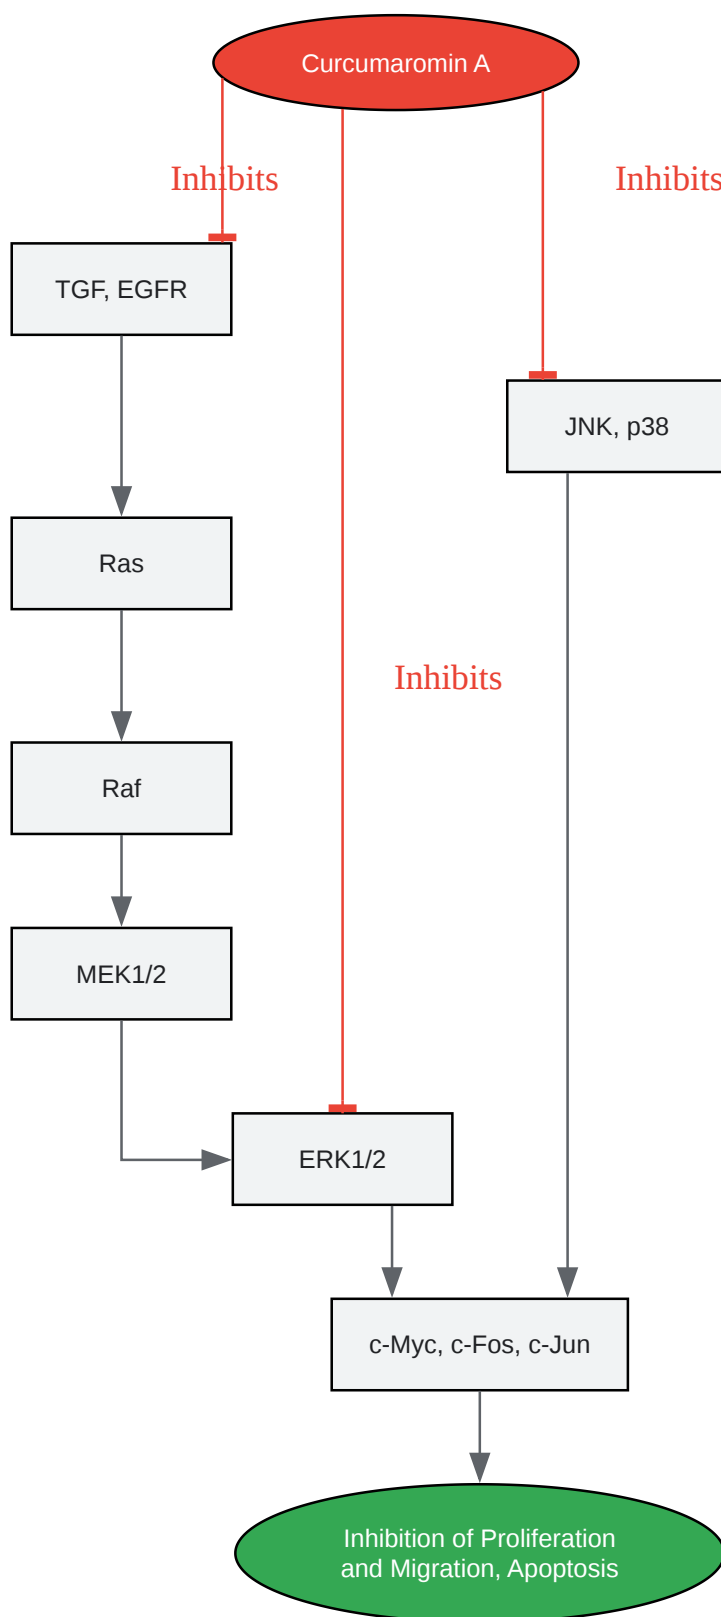 Curcumaromin A
Inhibits
Inhibits
TGF, EGFR
JNK, p38
Ras
Inhibits
Raf
MEK1/2
ERK1/2
c-Myc, c-Fos, c-Jun
Inhibition of Proliferation
and Migration, Apoptosis